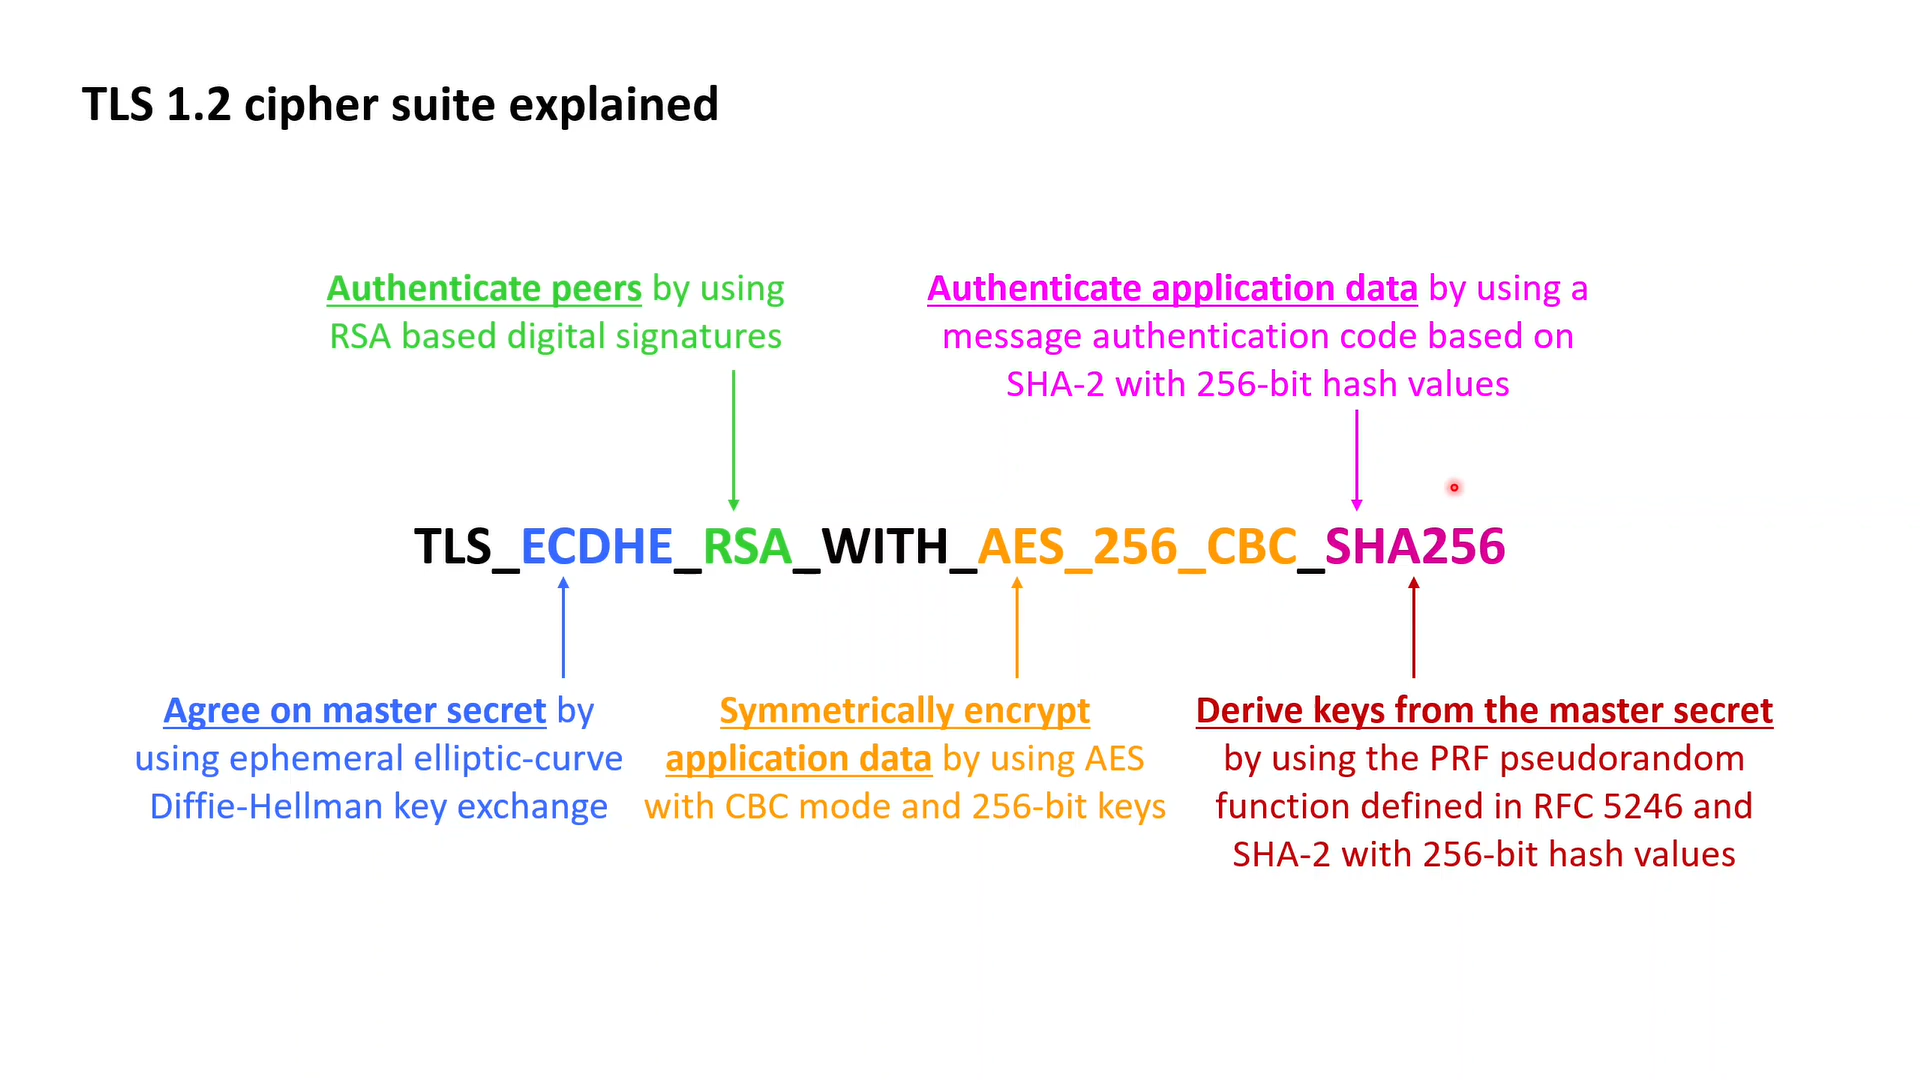 TLS 1.2 cipher suite explained
Authenticate peers by using
RSA based digital signatures
Authenticate application data by using a
message authentication code based on
SHA-2 with 256-bit hash values
TLS_ECDHE_RSA_WITH_AES_256_CBC_SHA256
Agree on master secret by
using ephemeral elliptic-curve
Diffie-Hellman key exchange
Symmetrically encrypt
application data by using AES
with CBC mode and 256-bit keys
Derive keys from the master secret
by using the PRF pseudorandom
function defined in RFC 5246 and
SHA-2 with 256-bit hash values